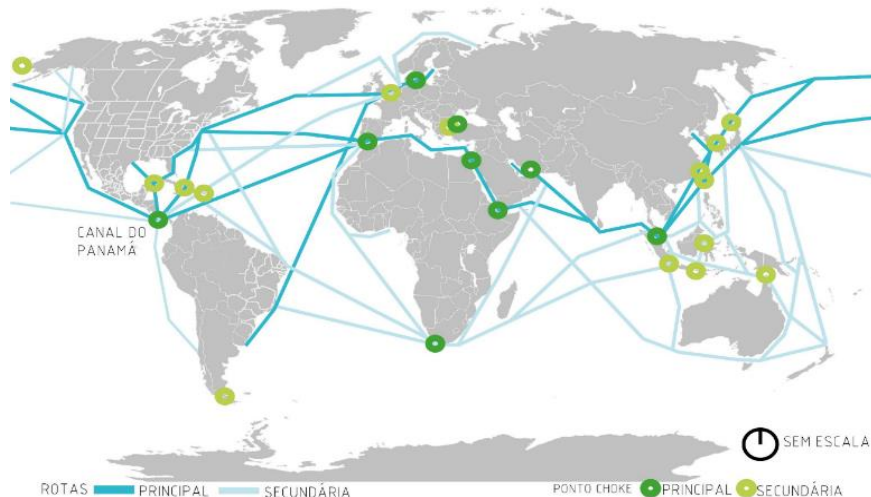 CANAL DO
PANAMÁ
SEM ESCALA
ROTAS PRINCIPAL SECUNDÁRIA PONTO CHOKE PRINCIPAL SECUNDÁRIA